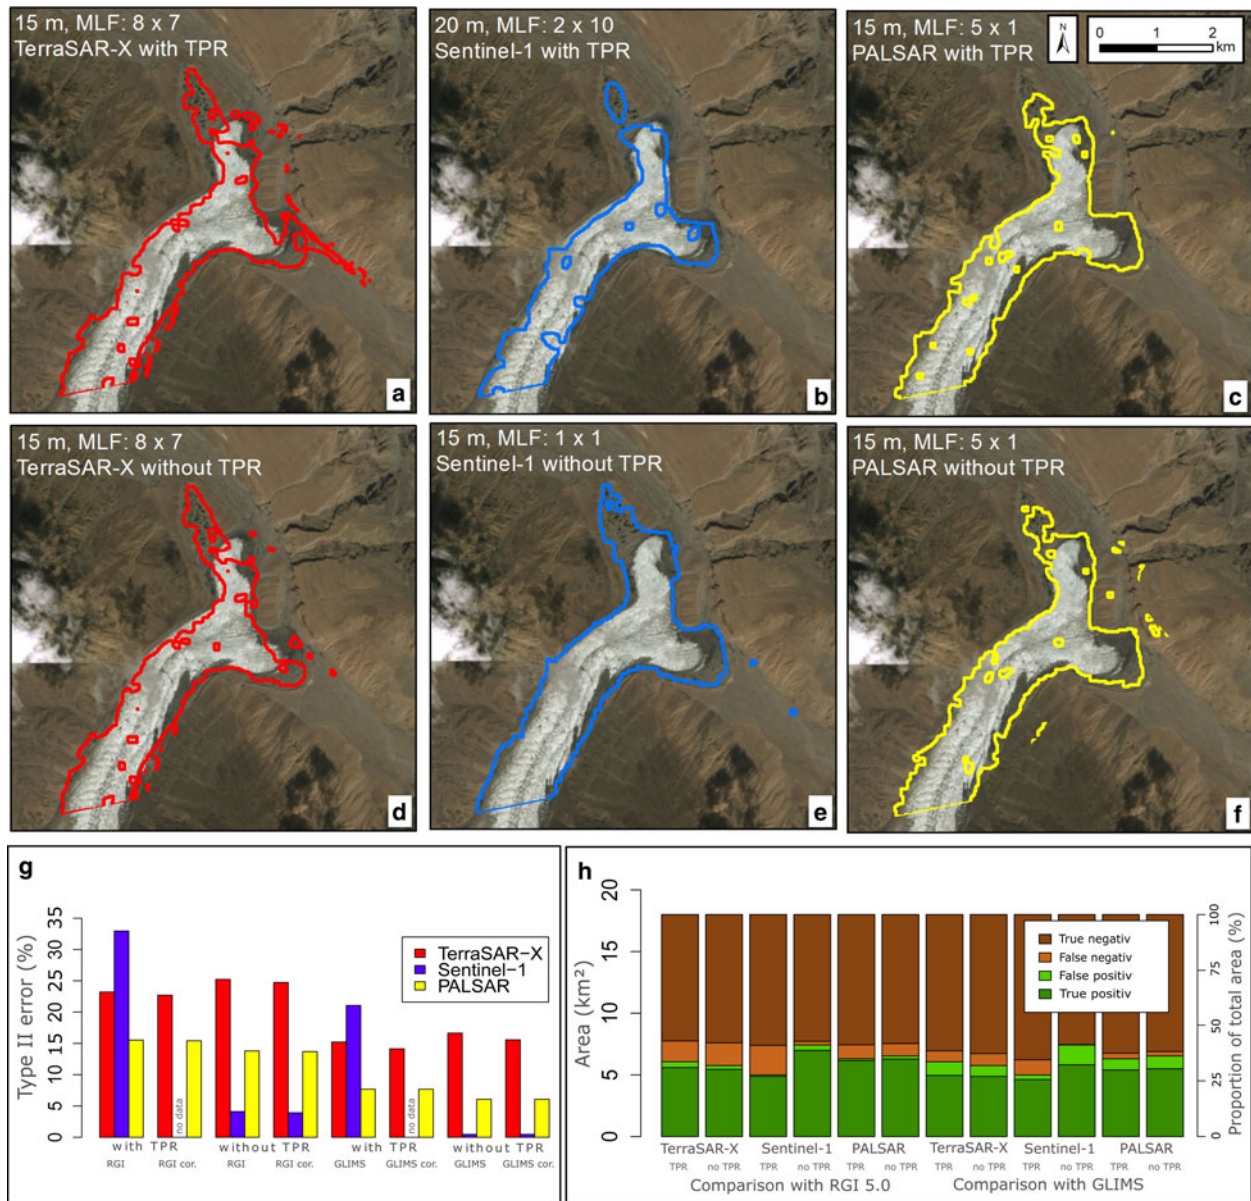 15 m, MLF: 8 x 7
TerraSAR-X with TPR
a
20 m, MLF: 2 x 10
Sentinel-1 with TPR
b
15 m, MLF: 5 x 1
PALSAR with TPR
N
0 1 2
km
c
15 m, MLF: 8 x 7
TerraSAR-X without TPR
d
15 m, MLF: 1 x 1
Sentinel-1 without TPR
e
15 m, MLF: 5 x 1
PALSAR without TPR
f
g
Type II error (%)
35
30
25
20
15
10
5
0
TerraSAR-X
Sentinel-1
PALSAR
no data
no data
with TPR without TPR with TPR without TPR
RGI RGI cor. RGI RGI cor. GLIMS GLIMS cor. GLIMS GLIMS cor.
h
Area (km²)
20
15
10
5
0
True negativ
False negativ
False positiv
True positiv
100
75
50
25
0
Proportion of total area (%)
TerraSAR-X Sentinel-1 PALSAR TerraSAR-X Sentinel-1 PALSAR
TPR no TPR TPR no TPR TPR no TPR TPR no TPR TPR no TPR TPR no TPR
Comparison with RGI 5.0 Comparison with GLIMS